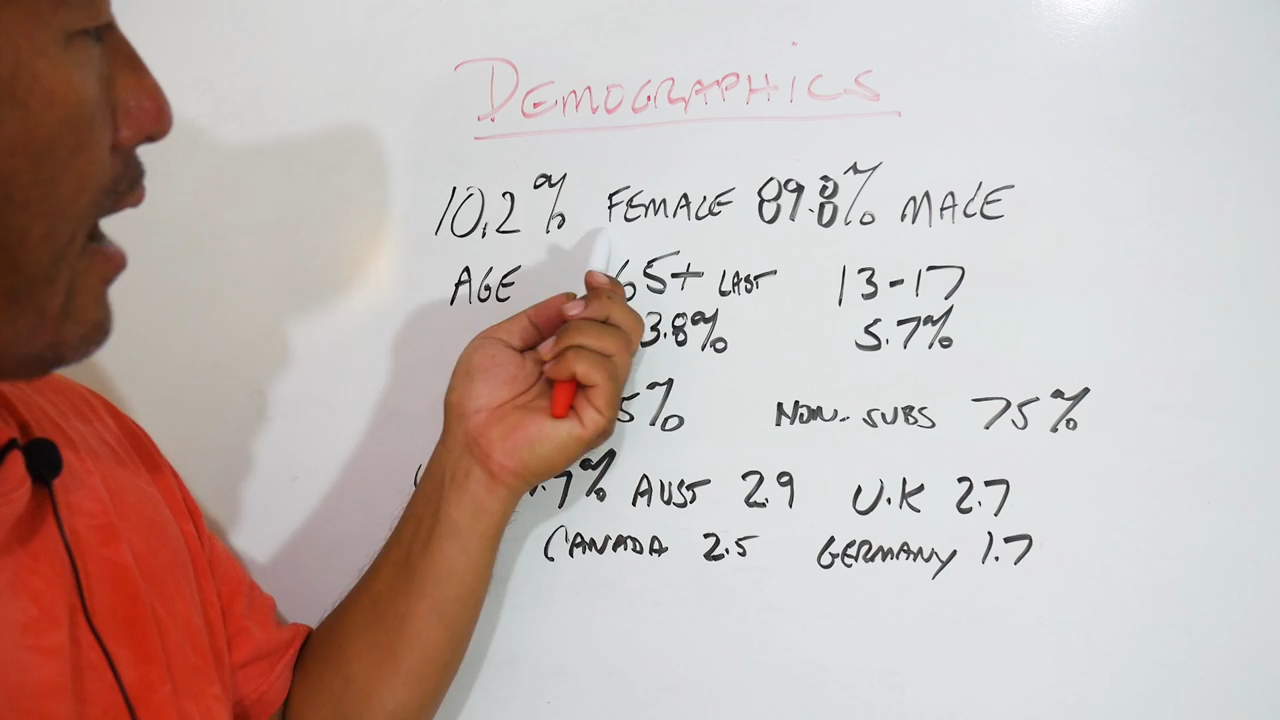 DEMOGRAPHICS
10.2% FEMALE 89.8% MALE
AGE 65+ LAST 13-17
3.8% 5.7%
5% NON-SUBS 75%
.7% AUST 2.9 U.K 2.7
CANADA 2.5 GERMANY 1.7